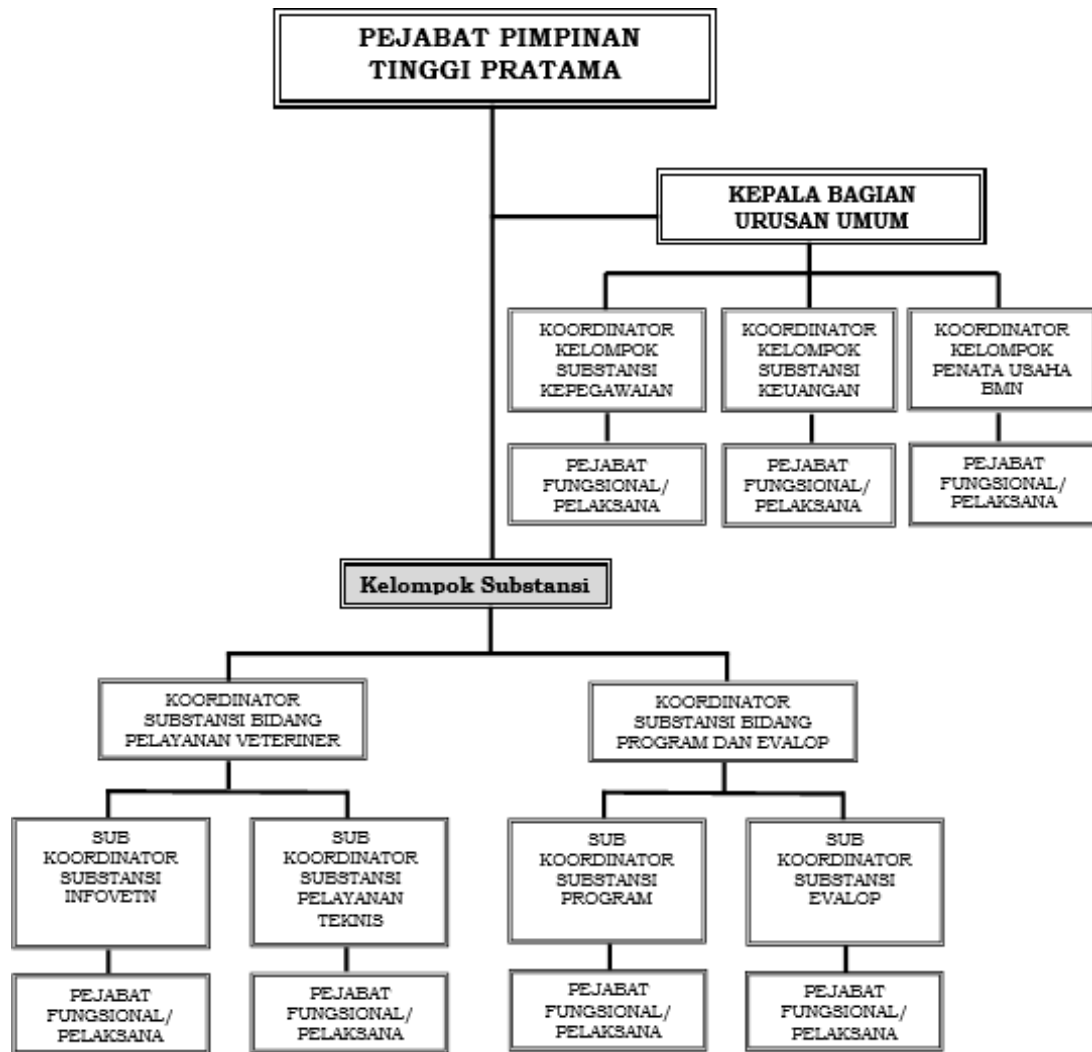 PEJABAT PIMPINAN
TINGGI PRATAMA
KEPALA BAGIAN
URUSAN UMUM
KOORDINATOR
KELOMPOK
SUBSTANSI
KEPEGAWAIAN
KOORDINATOR
KELOMPOK
SUBSTANSI
KEUANGAN
KOORDINATOR
KELOMPOK
PENATA USAHA
BMN
PEJABAT
FUNGSIONAL/
PELAKSANA
PEJABAT
FUNGSIONAL/
PELAKSANA
PEJABAT
FUNGSIONAL/
PELAKSANA
Kelompok Substansi
KOORDINATOR
SUBSTANSI BIDANG
PELAYANAN VETERINER
KOORDINATOR
SUBSTANSI BIDANG
PROGRAM DAN EVALOP
SUB
KOORDINATOR
SUBSTANSI
INFOVETN
SUB
KOORDINATOR
SUBSTANSI
PELAYANAN
TEKNIS
SUB
KOORDINATOR
SUBSTANSI
PROGRAM
SUB
KOORDINATOR
SUBSTANSI
EVALOP
PEJABAT
FUNGSIONAL/
PELAKSANA
PEJABAT
FUNGSIONAL/
PELAKSANA
PEJABAT
FUNGSIONAL/
PELAKSANA
PEJABAT
FUNGSIONAL/
PELAKSANA